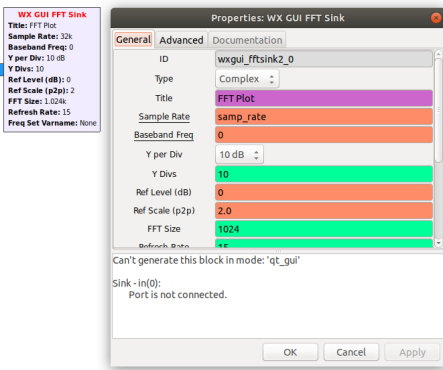 WX GUI FFT Sink
Title: FFT Plot
Sample Rate: 32k
Baseband Freq: 0
Y per Div: 10 dB
Y Divs: 10
Ref Level (dB): 0
Ref Scale (p2p): 2
FFT Size: 1.024k
Refresh Rate: 15
Freq Set Varname: None
Properties: WX GUI FFT Sink
General Advanced Documentation
ID wxgui_fftsink2_0
Type Complex
Title FFT Plot
Sample Rate samp_rate
Baseband Freq 0
Y per Div 10 dB
Y Divs 10
Ref Level (dB) 0
Ref Scale (p2p) 2.0
FFT Size 1024
Refresh Rate 15
Can't generate this block in mode: 'qt_gui'
Sink - in(0):
Port is not connected.
OK Cancel Apply